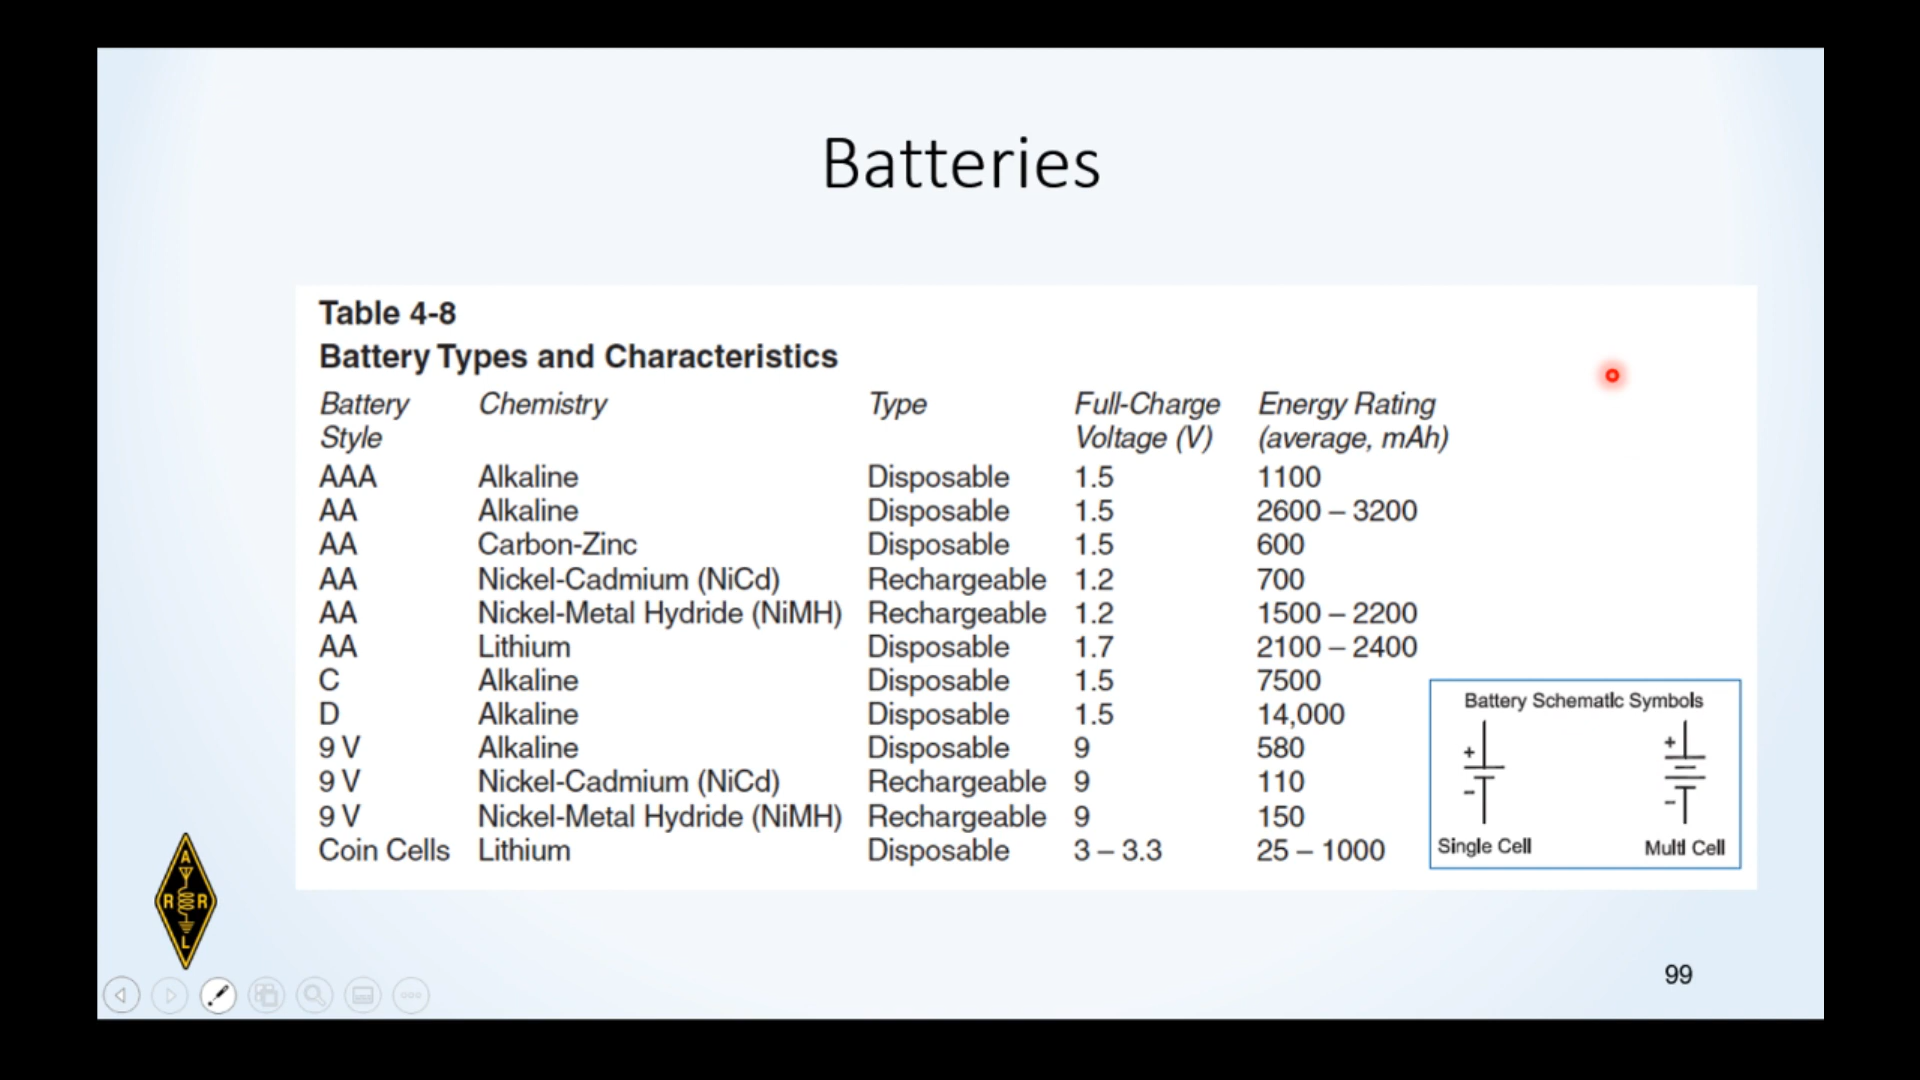 Batteries
Table 4-8
Battery Types and Characteristics
Battery Style Chemistry Type Full-Charge Voltage (V) Energy Rating (average, mAh)
AAA Alkaline Disposable 1.5 1100
AA Alkaline Disposable 1.5 2600 – 3200
AA Carbon-Zinc Disposable 1.5 600
AA Nickel-Cadmium (NiCd) Rechargeable 1.2 700
AA Nickel-Metal Hydride (NiMH) Rechargeable 1.2 1500 – 2200
AA Lithium Disposable 1.7 2100 – 2400
C Alkaline Disposable 1.5 7500
D Alkaline Disposable 1.5 14,000
9 V Alkaline Disposable 9 580
9 V Nickel-Cadmium (NiCd) Rechargeable 9 110
9 V Nickel-Metal Hydride (NiMH) Rechargeable 9 150
Coin Cells Lithium Disposable 3 – 3.3 25 – 1000
Battery Schematic Symbols
+ +
- -
Single Cell Multi Cell
A
R R
L
99